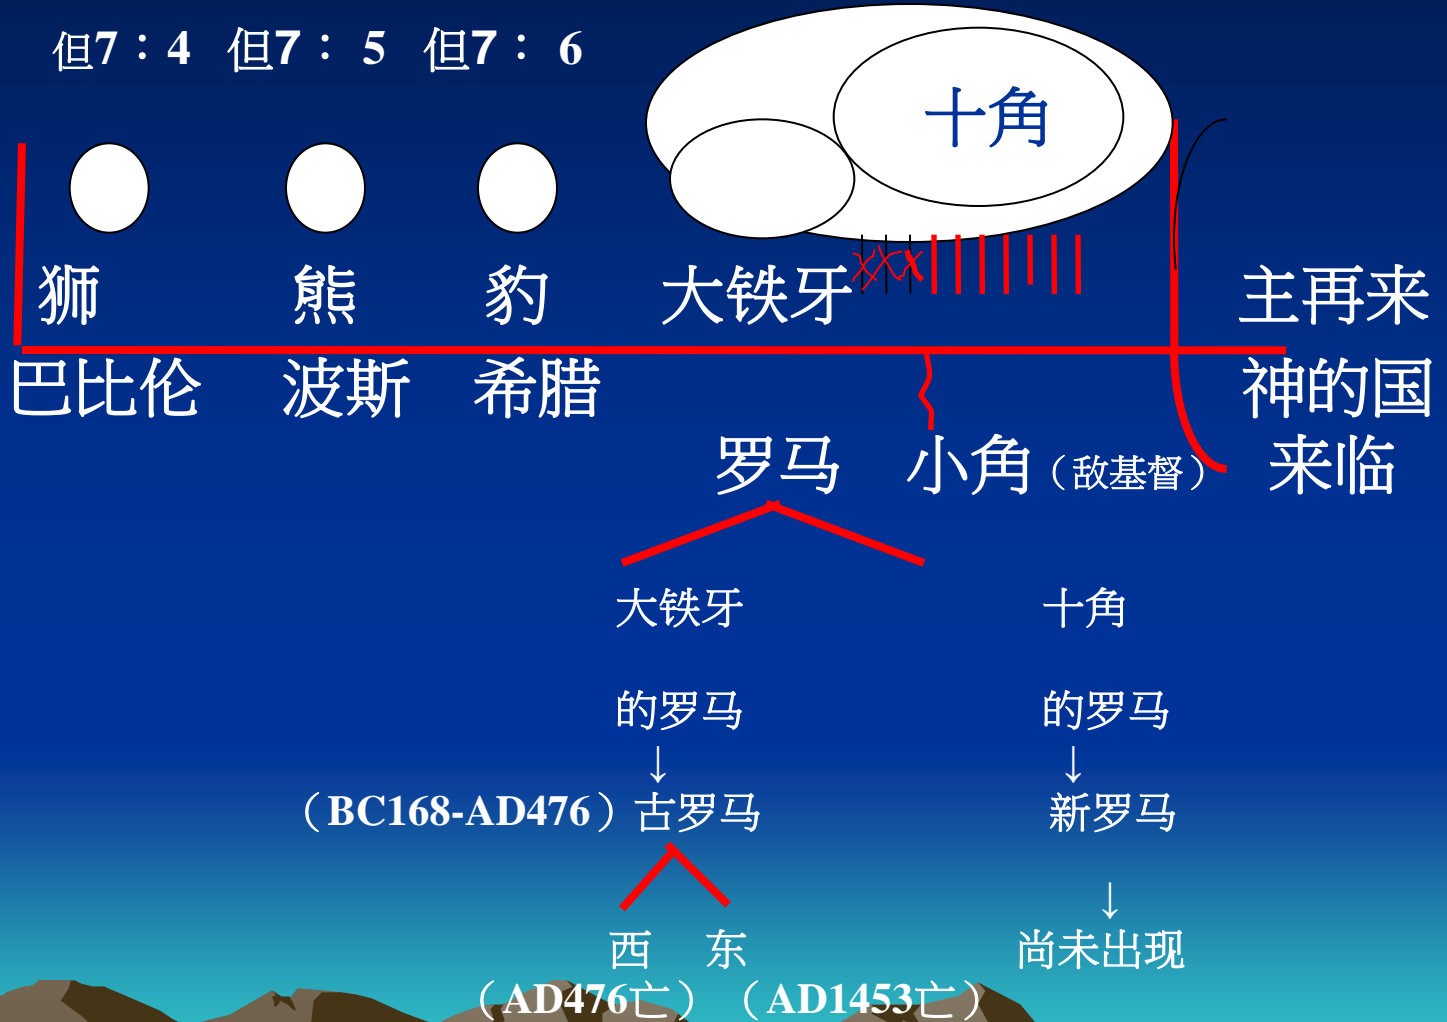 但7：4 但7： 5 但7： 6
十角
狮 熊 豹 大铁牙 主再来
巴比伦 波斯 希腊 神的国
罗马 小角（敌基督） 来临
大铁牙 十角
的罗马 的罗马
↓ ↓
（BC168-AD476）古罗马 新罗马
↓
西 东 尚未出现
（AD476亡）（AD1453亡）